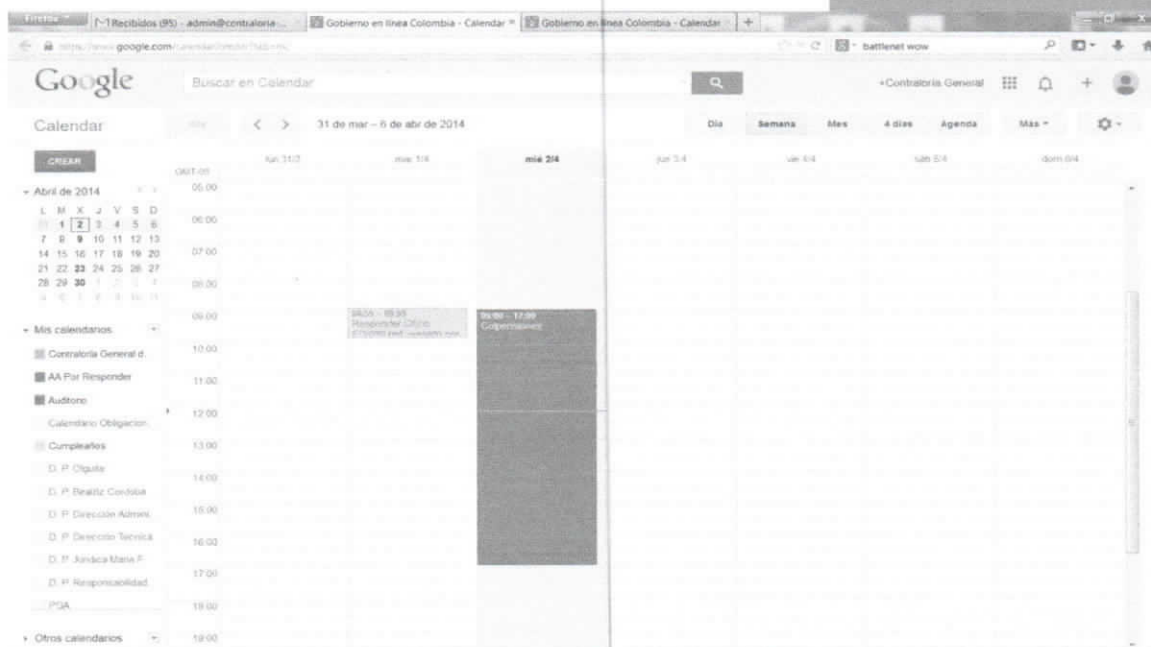 Firefox
Recibidos (95) - admin@contraloria-...
Gobierno en línea Colombia - Calendar ×
Gobierno en línea Colombia - Calendar
+
google.com
battlenet wow
Google
Buscar en Calendar
+Contraloría General
Calendar
< >
31 de mar – 6 de abr de 2014
Día
Semana
Mes
4 días
Agenda
Más
CREAR
lun 31/3
mar 1/4
mié 2/4
jue 3/4
vie 4/4
sáb 5/4
dom 6/4
Abril de 2014
L M X J V S D
1 2 3 4 5 6
7 8 9 10 11 12 13
14 15 16 17 18 19 20
21 22 23 24 25 26 27
28 29 30
05:00
06:00
07:00
08:00
09:00
10:00
11:00
12:00
13:00
14:00
15:00
16:00
17:00
18:00
19:00
Responder
09:00 – 17:00
Mis calendarios
Contraloría General d.
AA Por Responder
Auditorio
Calendario Obligacion.
Cumpleaños
D. P. Olguita
D. P. Beatriz Cordoba
D. P. Dirección Admini.
D. P. Dirección Tecnica
D. P. Juridica Maria F.
D. P. Responsabilidad.
PGA
Otros calendarios